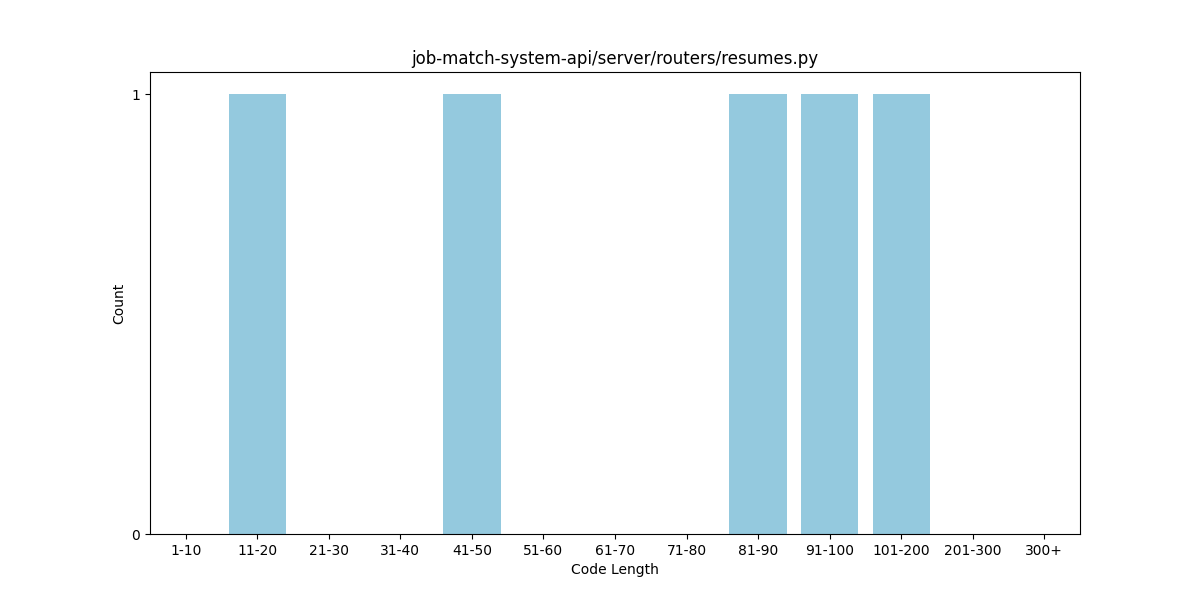 job-match-system-api/server/routers/resumes.py
1
Count
0
1-10 11-20 21-30 31-40 41-50 51-60 61-70 71-80 81-90 91-100 101-200 201-300 300+
Code Length